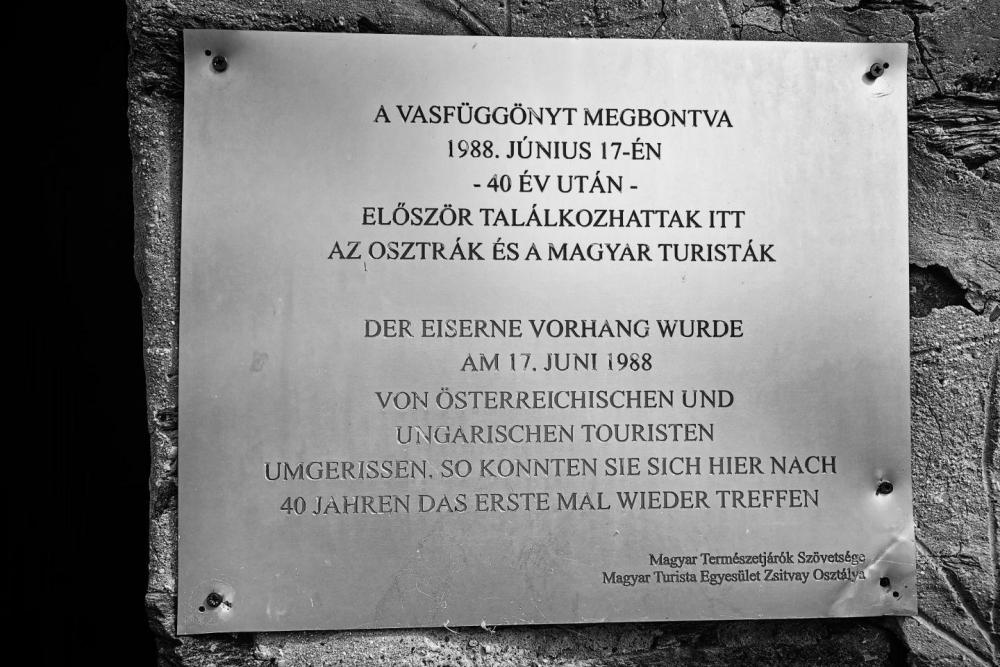 A VASFÜGGÖNYT MEGBONTVA
1988. JÚNIUS 17-ÉN
- 40 ÉV UTÁN -
ELŐSZÖR TALÁLKOZHATTAK ITT
AZ OSZTRÁK ÉS A MAGYAR TURISTÁK
DER EISERNE VORHANG WURDE
AM 17. JUNI 1988
VON ÖSTERREICHISCHEN UND
UNGARISCHEN TOURISTEN
UMGERISSEN. SO KONNTEN SIE SICH HIER NACH
40 JAHREN DAS ERSTE MAL WIEDER TREFFEN
Magyar Természetjárók Szövetsége
Magyar Turista Egyesület Zsitvay Osztálya